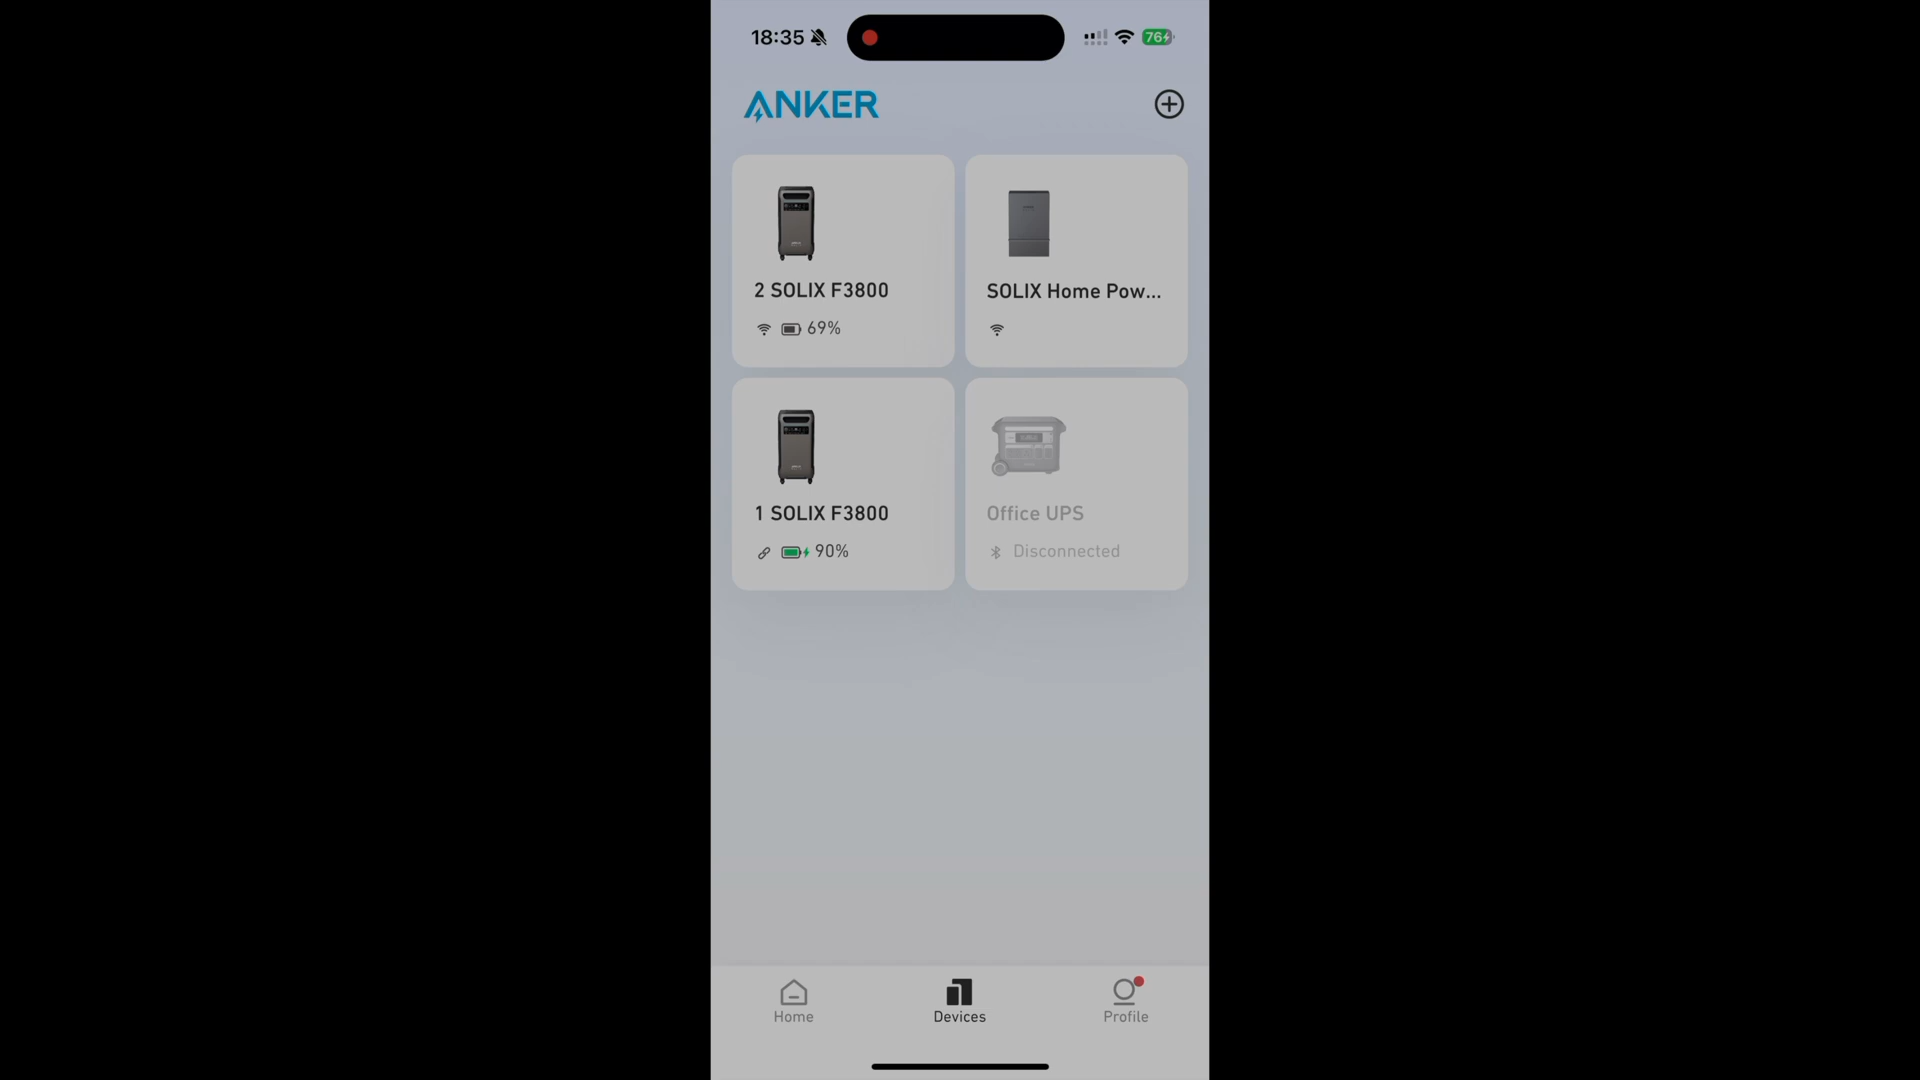 18:35
76
ANKER
2 SOLIX F3800
69%
SOLIX Home Pow...
1 SOLIX F3800
90%
Office UPS
Disconnected
Home
Devices
Profile